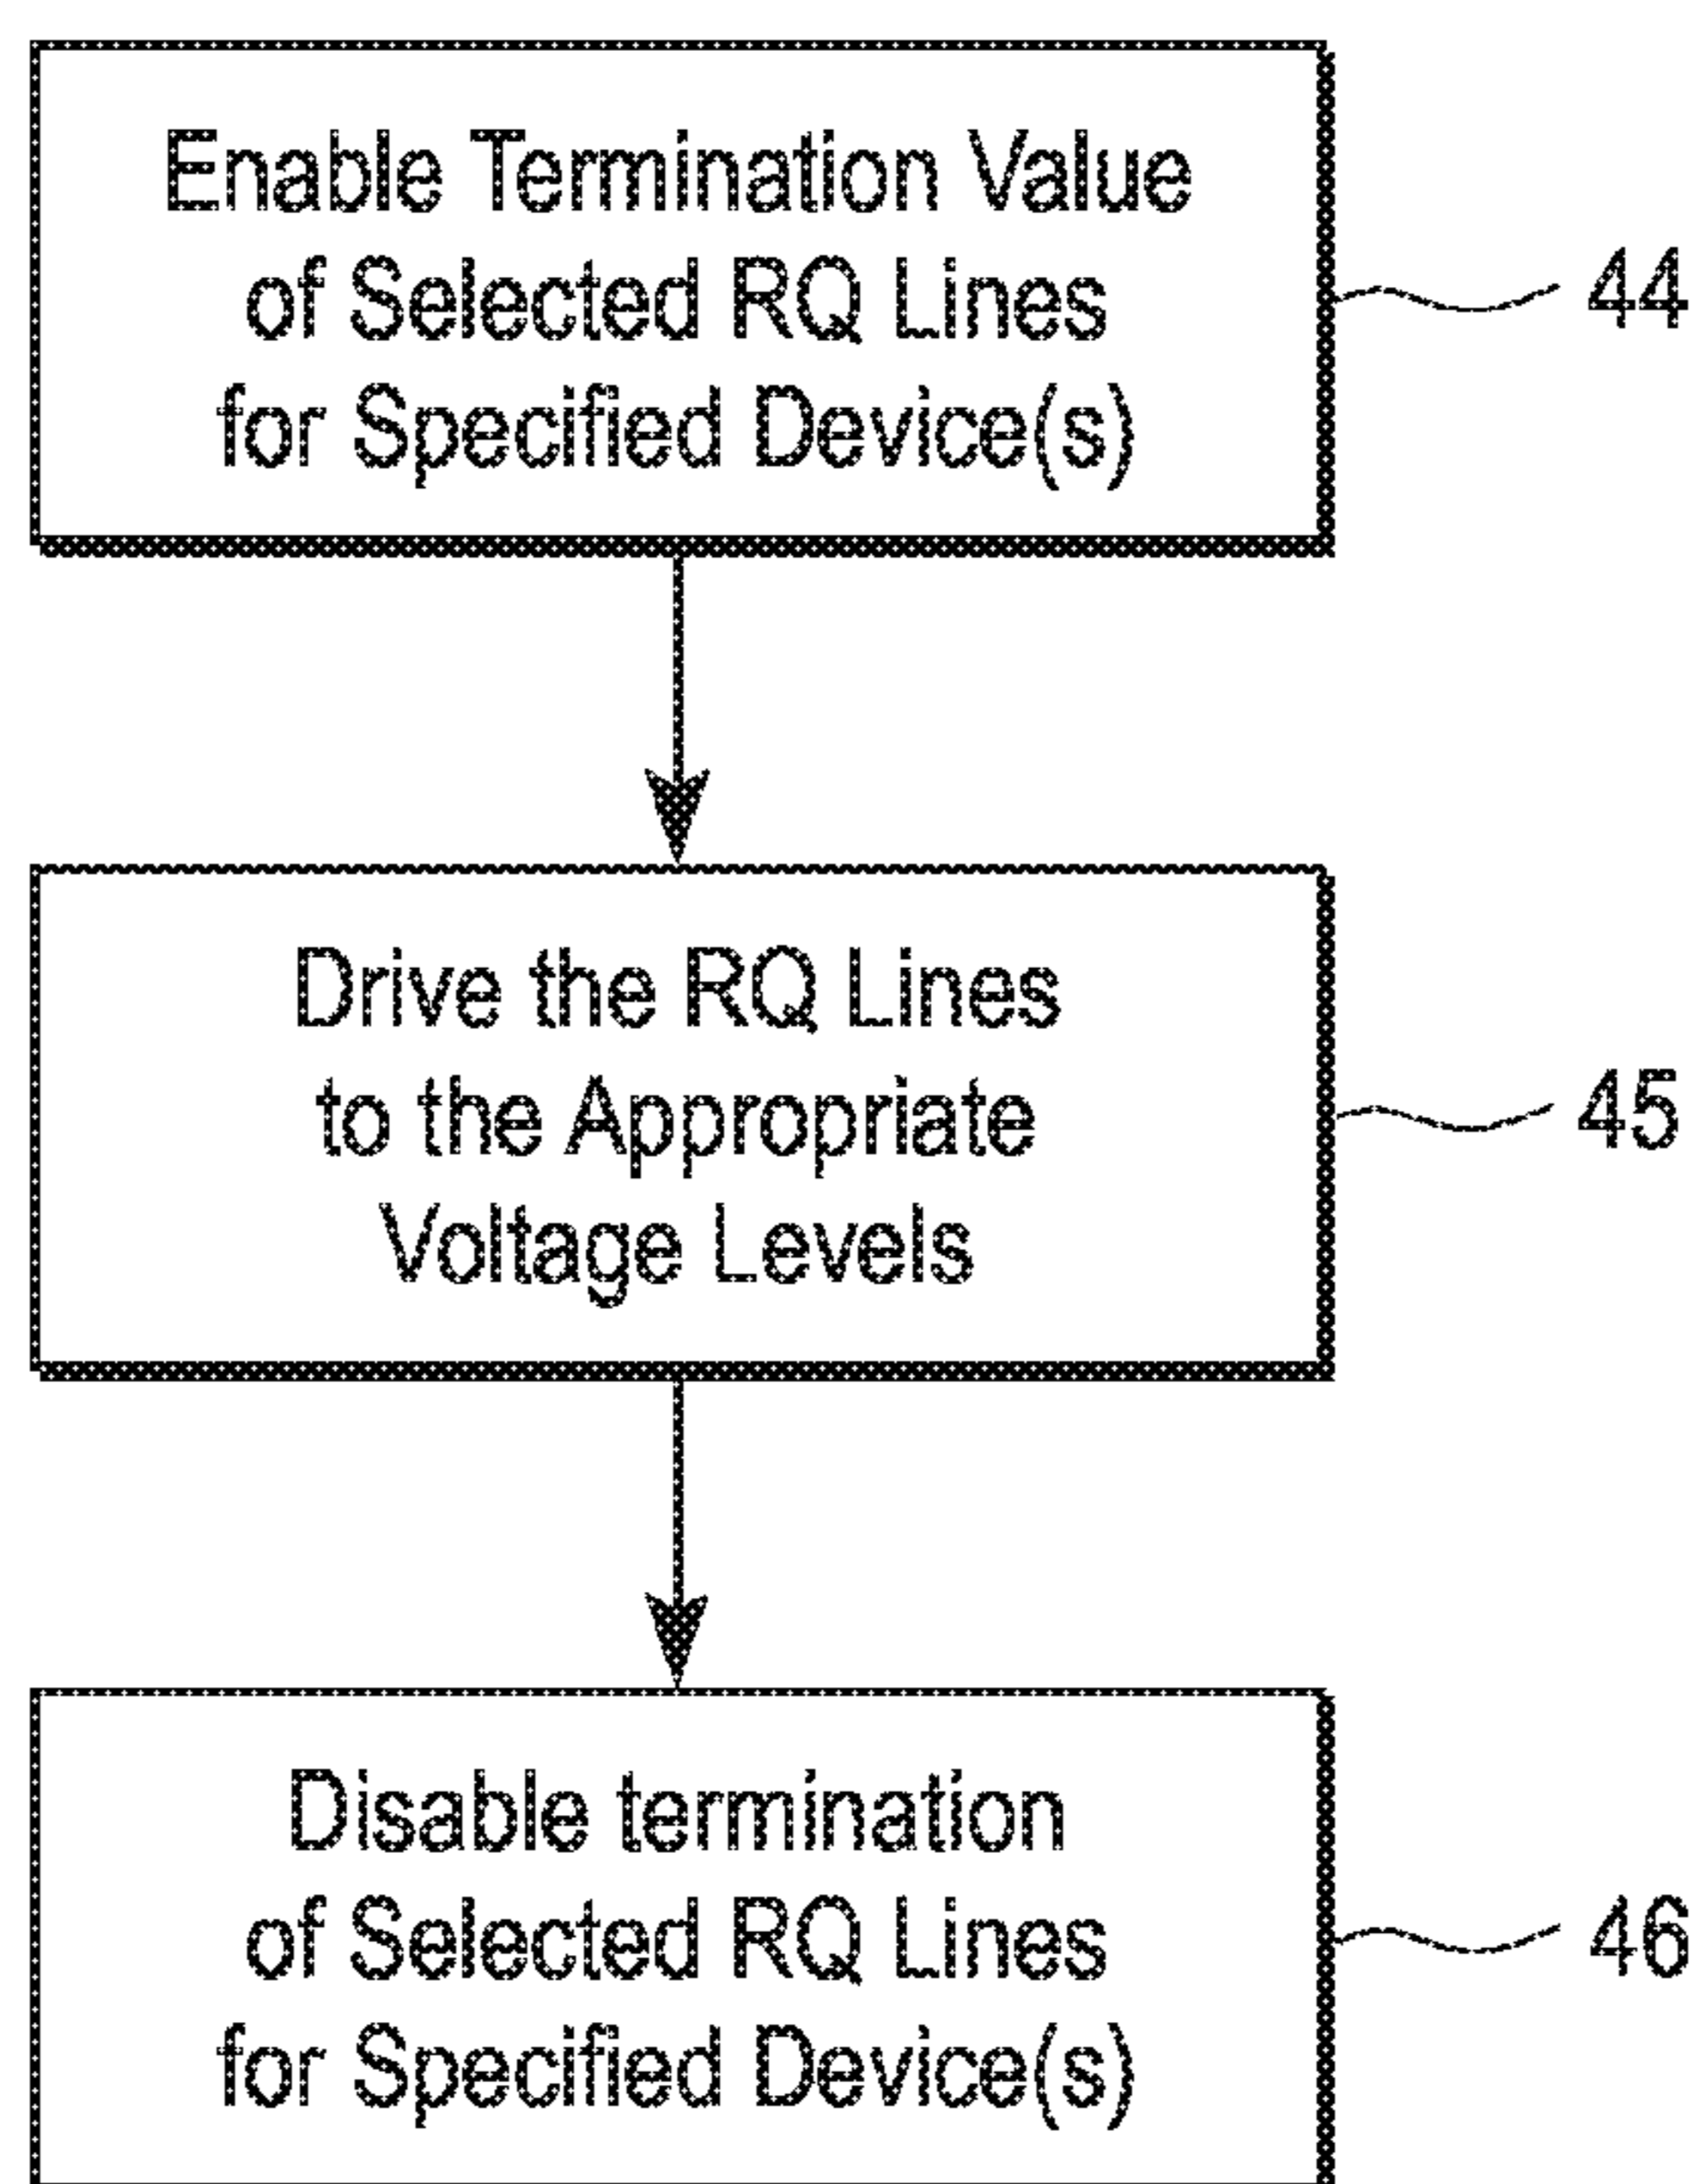 Enable Termination Value
of Selected RQ Lines
for Specified Device(s)
44
Drive the RQ Lines
to the Appropriate
Voltage Levels
45
Disable termination
of Selected RQ Lines
for Specified Device(s)
46